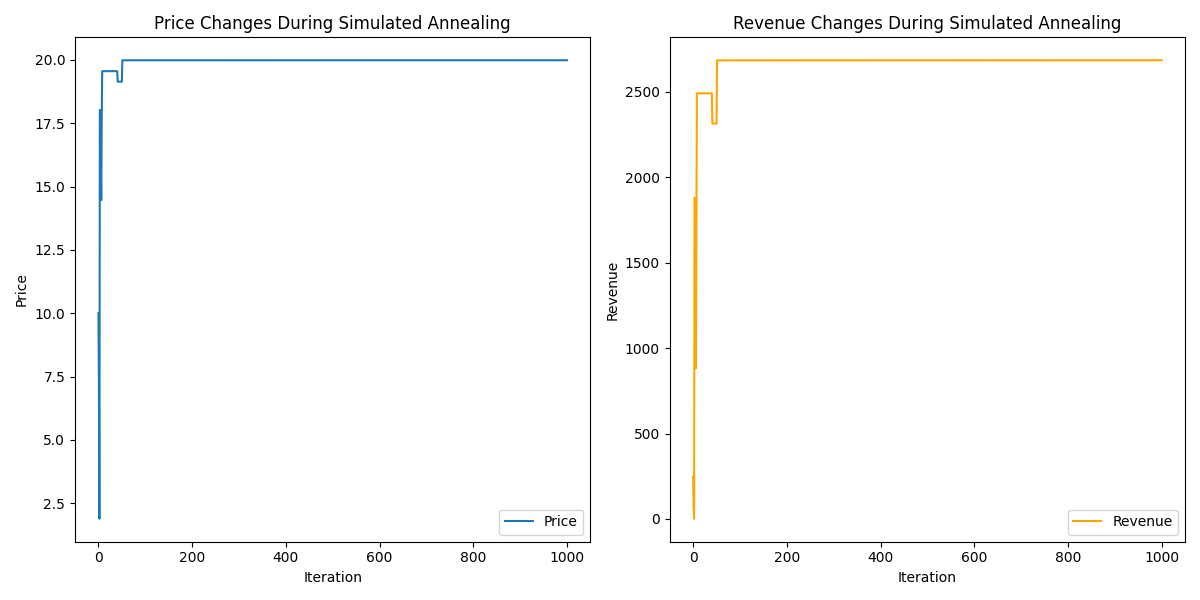 Price Changes During Simulated Annealing
20.0
17.5
15.0
12.5
10.0
7.5
5.0
2.5
Price
0 200 400 600 800 1000
Iteration
Price
Revenue Changes During Simulated Annealing
2500
2000
1500
1000
500
0
Revenue
0 200 400 600 800 1000
Iteration
Revenue